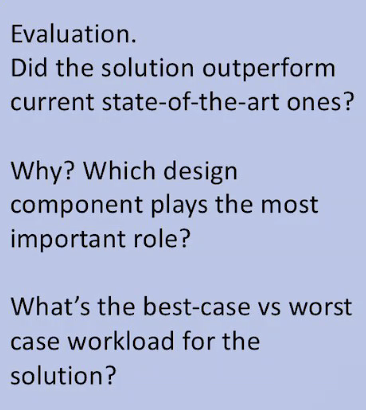 Evaluation.
Did the solution outperform
current state-of-the-art ones?
Why? Which design
component plays the most
important role?
What's the best-case vs worst
case workload for the
solution?